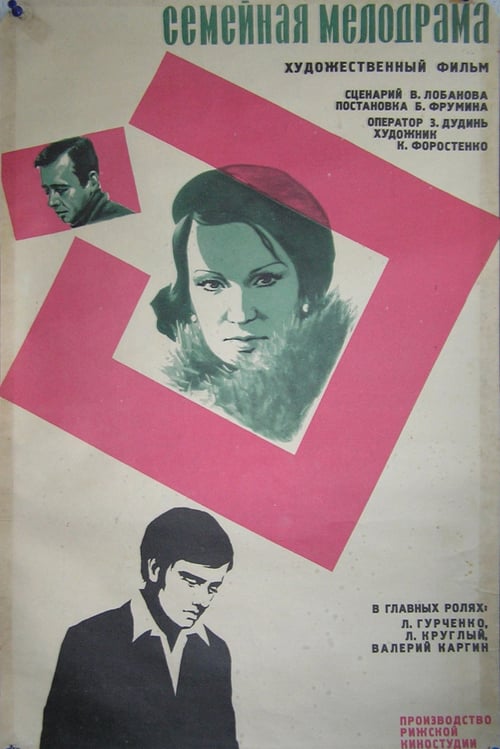 семейная мелодрама
ХУДОЖЕСТВЕННЫЙ ФИЛЬМ
СЦЕНАРИЙ В. ЛОБАНОВА
ПОСТАНОВКА Б. ФРУМИНА
ОПЕРАТОР З. ДУДИНЬ
ХУДОЖНИК
К. ФОРОСТЕНКО
В ГЛАВНЫХ РОЛЯХ:
Л. ГУРЧЕНКО,
Л. КРУГЛЫЙ,
ВАЛЕРИЙ КАРГИН
ПРОИЗВОДСТВО
РИЖСКОЙ
КИНОСТУДИИ